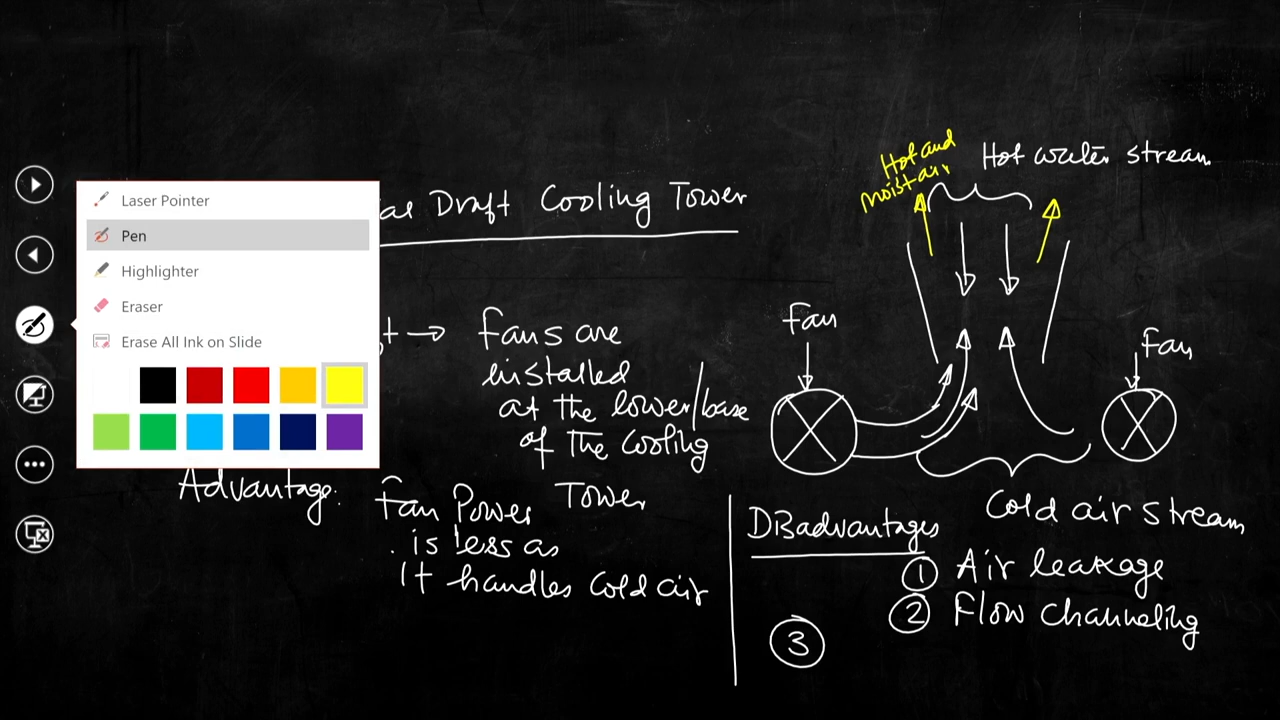 Laser Pointer
Pen
Highlighter
Eraser
Erase All Ink on Slide
Draft Cooling Tower
→ Fans are
installed
at the lower/base
of the cooling
Tower
Advantage:
Fan Power
is less as
It handles cold air
Hot and
moist air
Hot water stream
Fan
Fan
Cold air stream
Disadvantages
① Air leakage
② Flow channeling
③